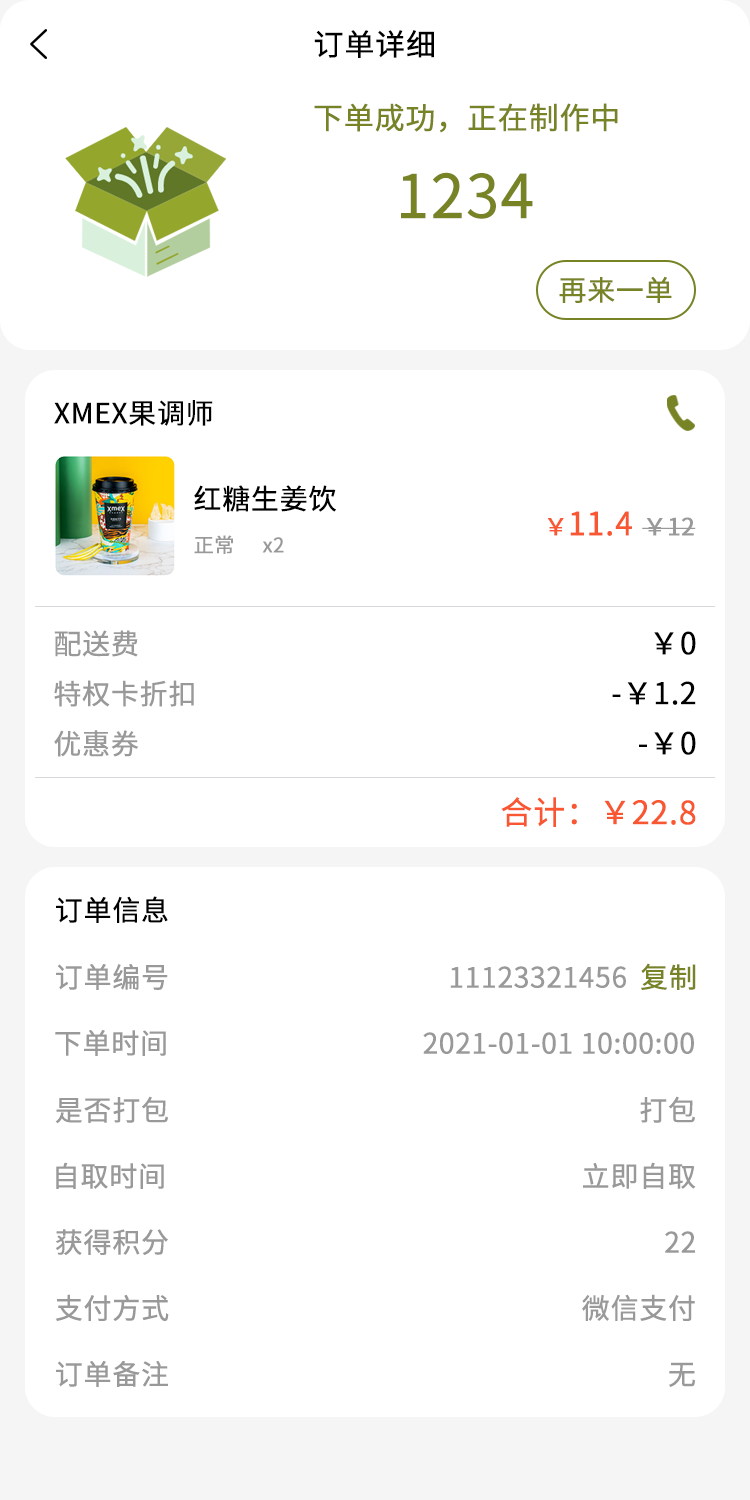 订单详细
下单成功，正在制作中
1234
再来一单
XMEX果调师
xmex
红糖生姜饮
正常 x2
￥11.4 ￥12
配送费 ￥0
特权卡折扣 -￥1.2
优惠券 -￥0
合计：￥22.8
订单信息
订单编号 11123321456 复制
下单时间 2021-01-01 10:00:00
是否打包 打包
自取时间 立即自取
获得积分 22
支付方式 微信支付
订单备注 无